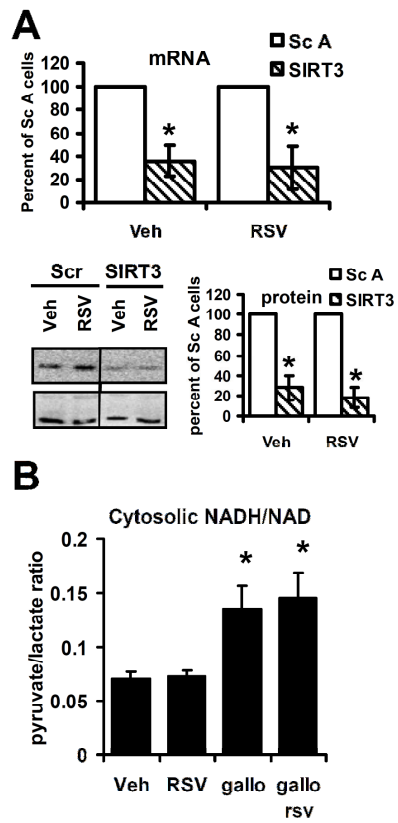 A
mRNA
Sc A
SIRT3
Percent of Sc A cells
120
100
80
60
40
20
0
*
*
Veh
RSV
Scr
SIRT3
Veh
RSV
Veh
RSV
Sc A
SIRT3
protein
percent of Sc A cells
120
100
80
60
40
20
0
*
*
Veh
RSV
B
Cytosolic NADH/NAD
pyruvate/lactate ratio
0.2
0.15
0.1
0.05
0
*
*
Veh
RSV
gallo
gallo
rsv